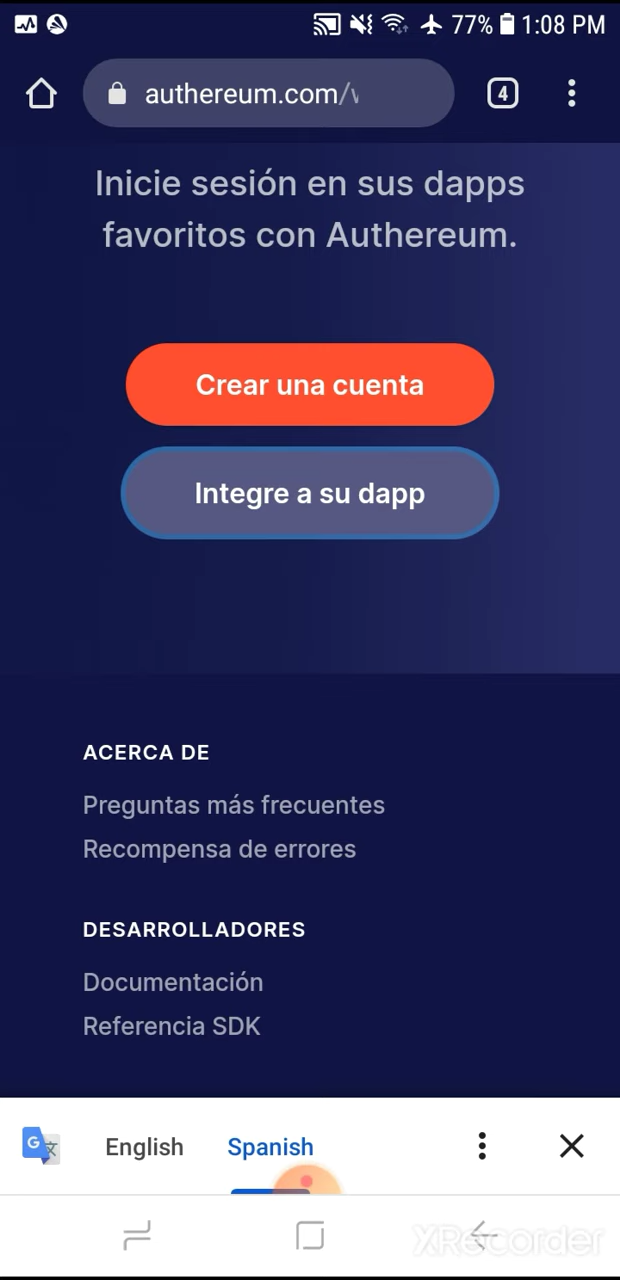 77% 1:08 PM
authereum.com/
4
Inicie sesión en sus dapps
favoritos con Authereum.
Crear una cuenta
Integre a su dapp
ACERCA DE
Preguntas más frecuentes
Recompensa de errores
DESARROLLADORES
Documentación
Referencia SDK
G 文 English Spanish
XRecorder